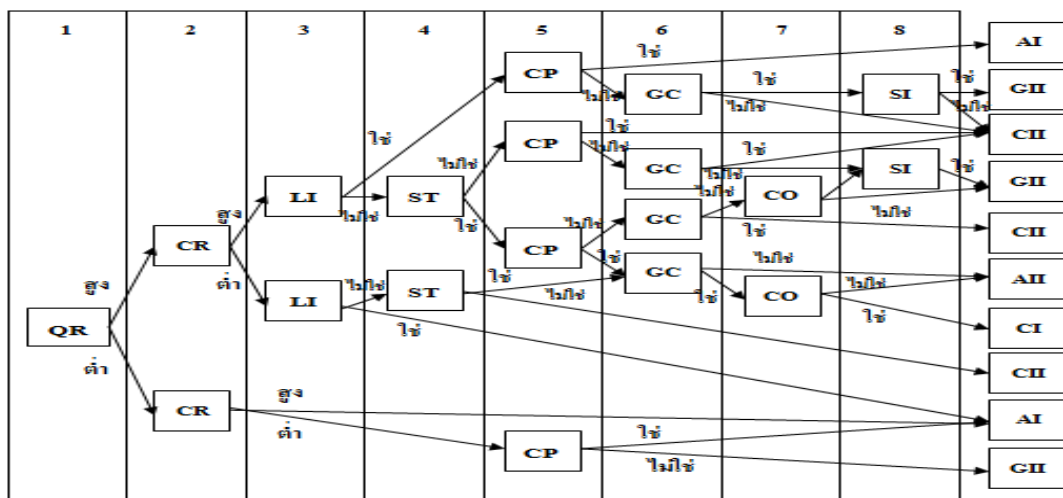 1 2 3 4 5 6 7 8
AI
ใช่
CP
ใช่ ใช่
GII
ไม่ใช่ GC SI ไม่ใช่
ไม่ใช่
CII
ใช่ CP ใช่
ไม่ใช่ ใช่
ไม่ใช่ GC ไม่ใช่ SI ใช่
GII
LI ST ไม่ใช่ CO
สูง ไม่ใช่ ใช่ ไม่ใช่ GC ไม่ใช่
ใช่ CII
CR CP
ต่ำ ใช่ GC ไม่ใช่ AII
สูง ไม่ใช่ ST ใช่ ไม่ใช่
LI ไม่ใช่ ใช่ CO
ใช่ ใช่ CI
QR
ต่ำ
CII
สูง
CR AI
ต่ำ ใช่
CP
ไม่ใช่ GII